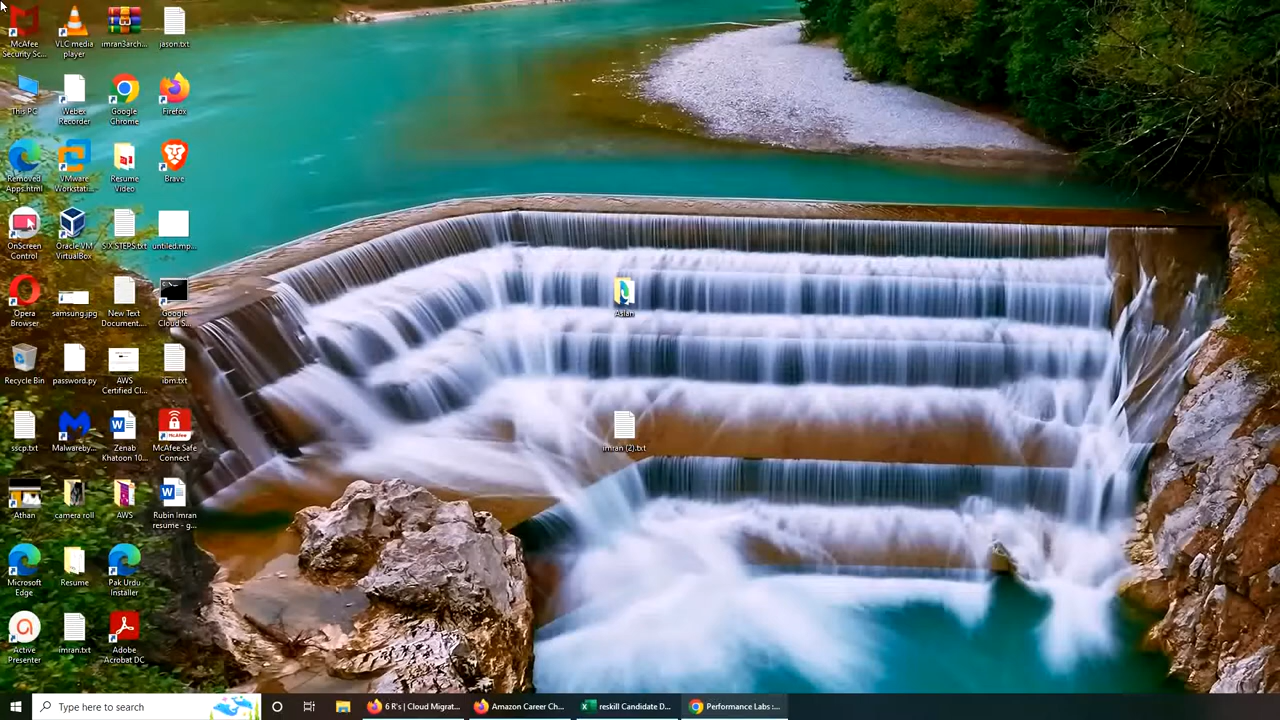 McAfee
Security Sc...
VLC media
player
imran3arch...
jason.txt
This PC
Webex
Recorder
Google
Chrome
Firefox
Removed
Apps.html
VMware
Workstati...
Resume
Video
Brave
OnScreen
Control
Oracle VM
VirtualBox
SIX STEPS.txt
untiled.mp...
Opera
Browser
samsung.jpg
New Text
Document...
Google
Cloud S...
Aslan
Recycle Bin
password.py
AWS
Certified Cl...
ibm.txt
sscp.txt
Malwareby...
Zenab
Khatoon 10...
McAfee Safe
Connect
imran (2).txt
Athan
camera roll
AWS
Rubin Imran
resume - g...
Microsoft
Edge
Resume
Pak Urdu
Installer
Active
Presenter
imran.txt
Adobe
Acrobat DC
Type here to search
6 R's | Cloud Migrat...
Amazon Career Ch...
reskill Candidate D...
Performance Labs :...